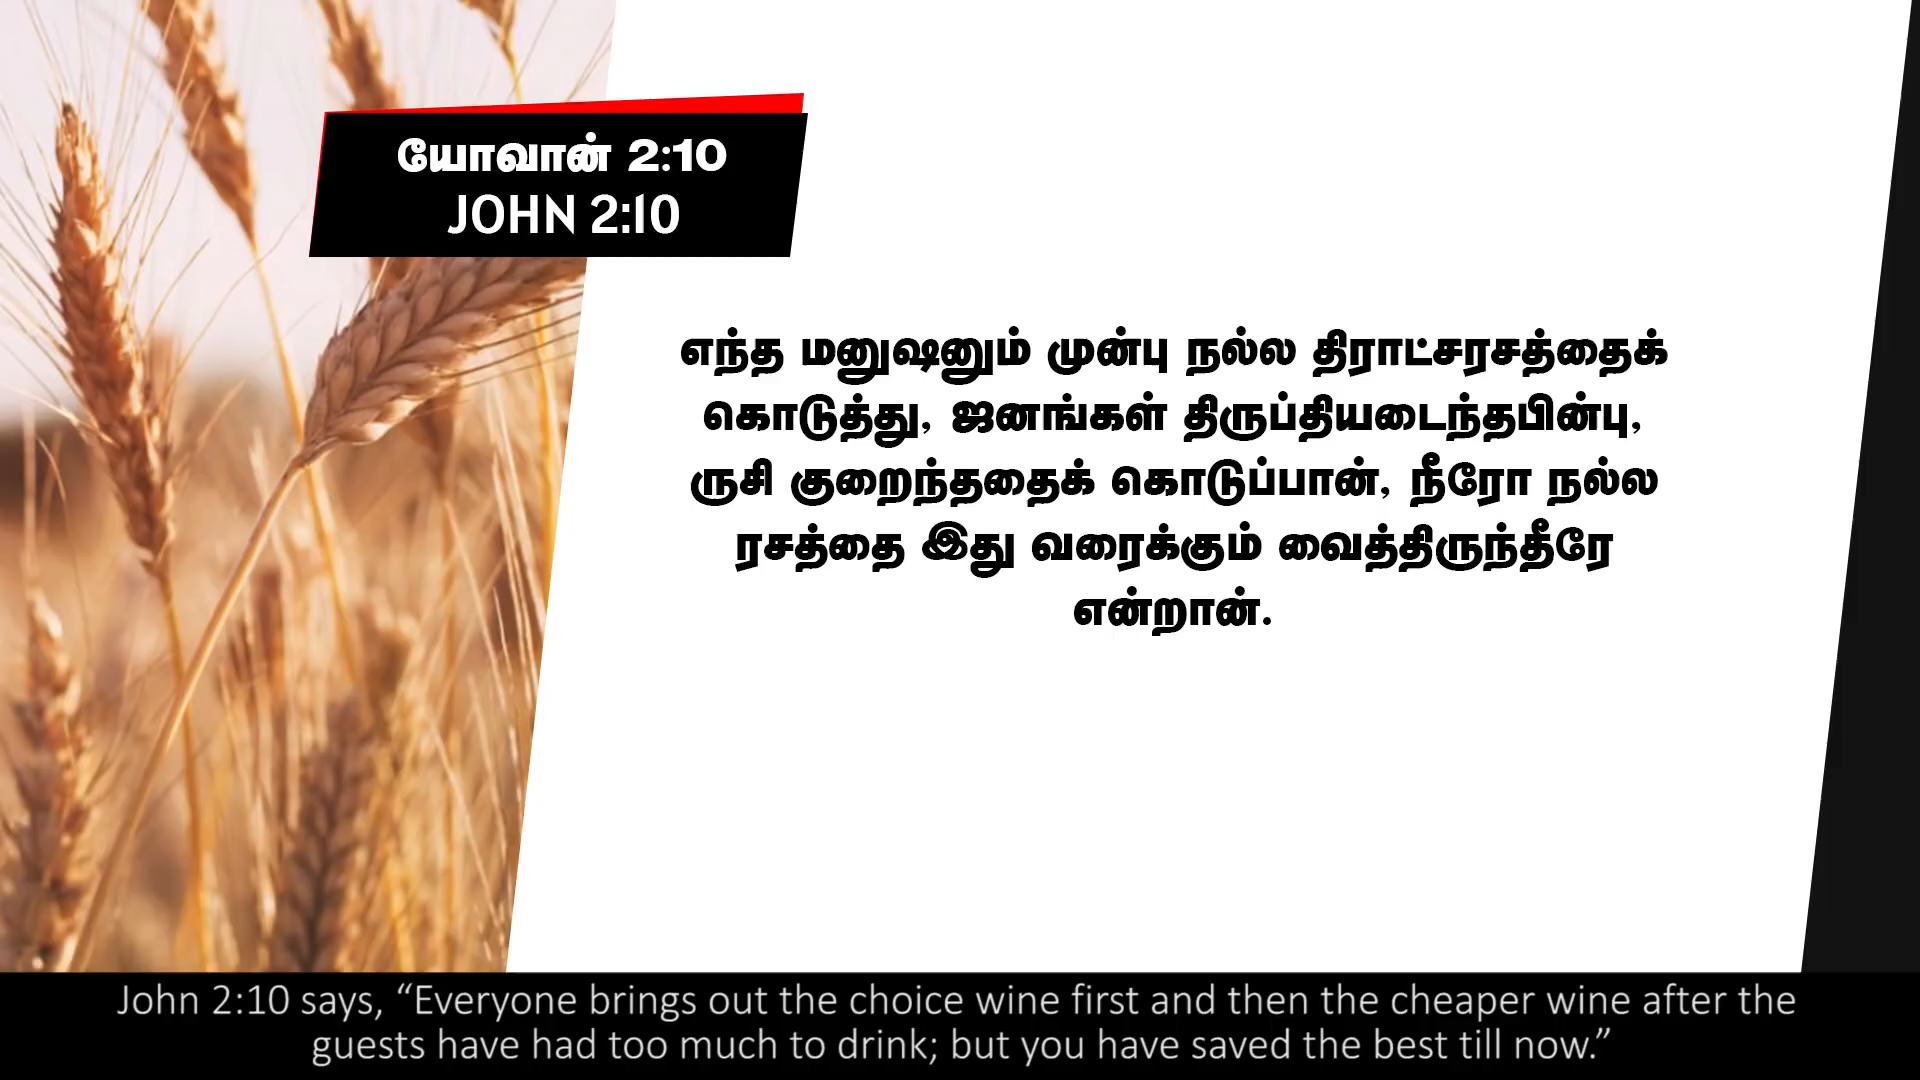 யோவான் 2:10
JOHN 2:10
எந்த மனுஷனும் முன்பு நல்ல திராட்சரசத்தைக்
கொடுத்து, ஜனங்கள் திருப்தியடைந்தபின்பு,
ருசி குறைந்ததைக் கொடுப்பான், நீரோ நல்ல
ரசத்தை இது வரைக்கும் வைத்திருந்தீரே
என்றான்.
John 2:10 says, “Everyone brings out the choice wine first and then the cheaper wine after the
guests have had too much to drink; but you have saved the best till now.”